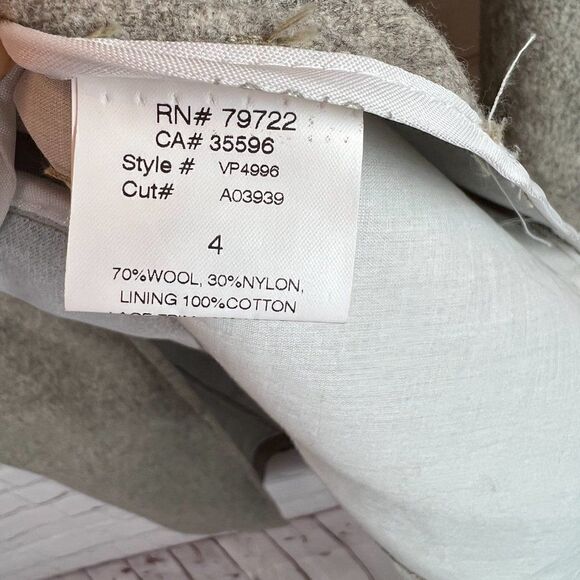 RN# 79722
CA# 35596
Style # VP4996
Cut# A03939
4
70%WOOL, 30%NYLON,
LINING 100%COTTON